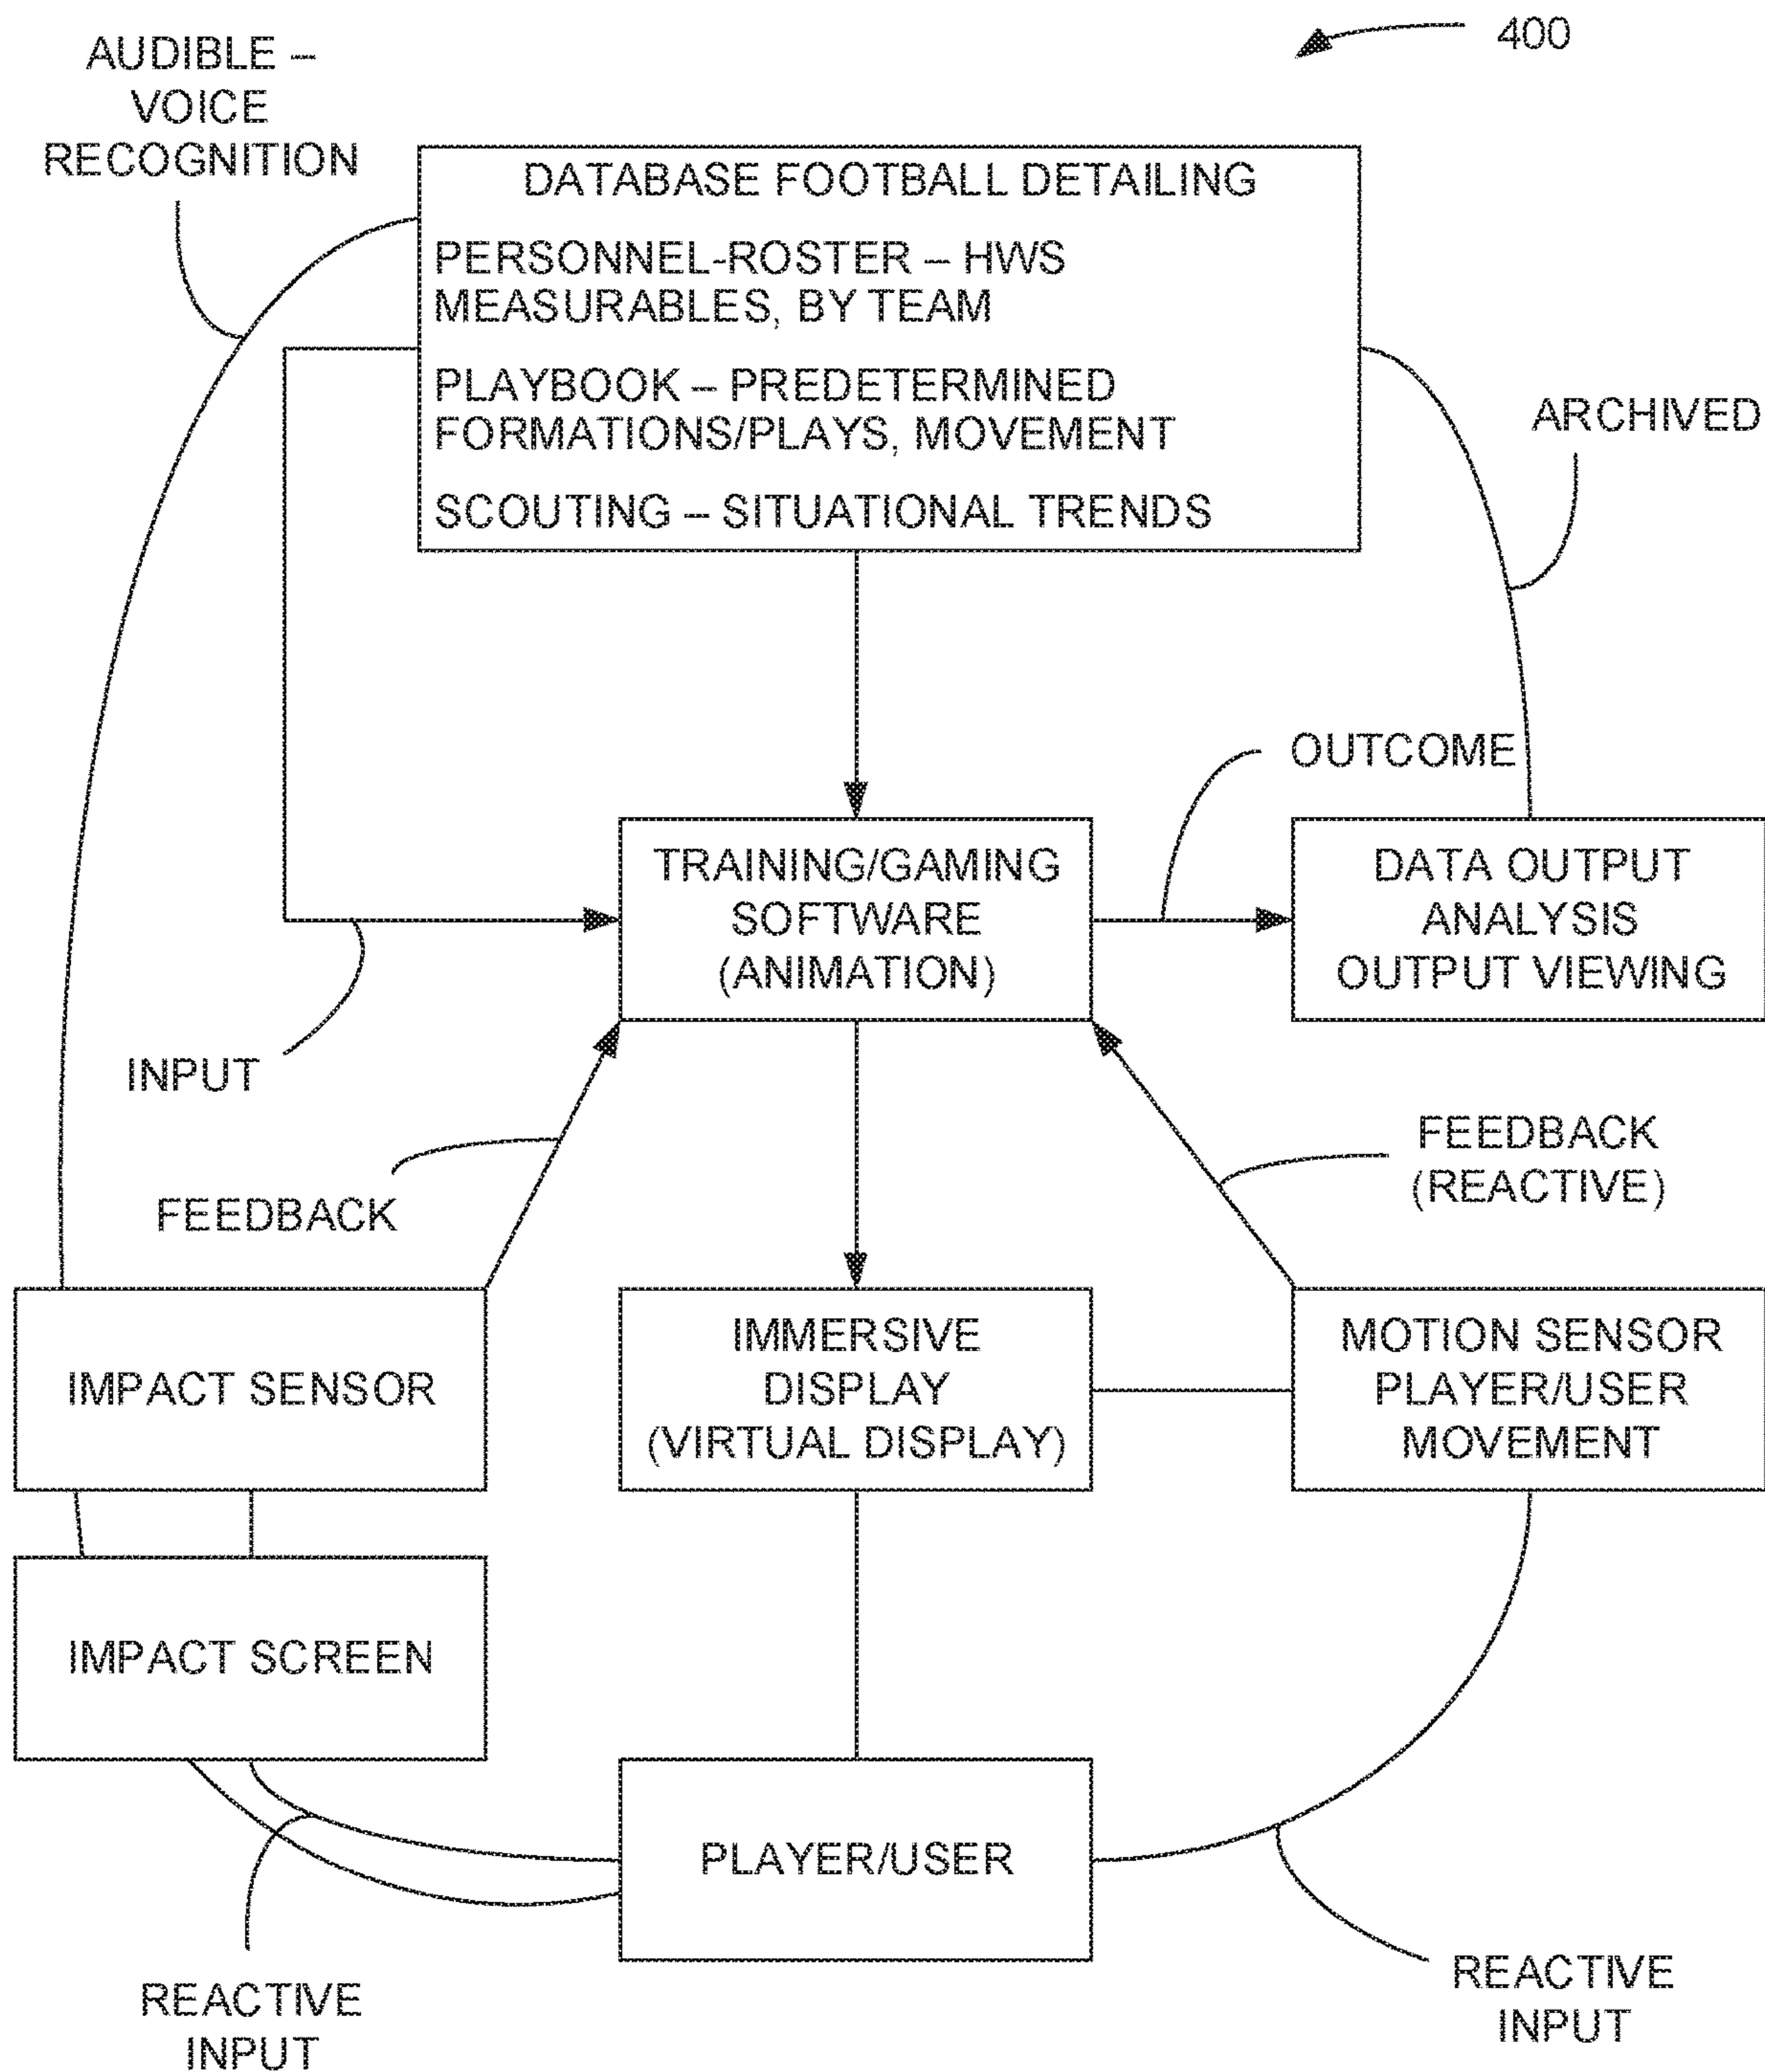 400
AUDIBLE –
VOICE
RECOGNITION
DATABASE FOOTBALL DETAILING
PERSONNEL-ROSTER – HWS
MEASURABLES, BY TEAM
PLAYBOOK – PREDETERMINED
FORMATIONS/PLAYS, MOVEMENT
SCOUTING – SITUATIONAL TRENDS
ARCHIVED
OUTCOME
TRAINING/GAMING
SOFTWARE
(ANIMATION)
DATA OUTPUT
ANALYSIS
OUTPUT VIEWING
INPUT
FEEDBACK
FEEDBACK
(REACTIVE)
IMPACT SENSOR
IMMERSIVE
DISPLAY
(VIRTUAL DISPLAY)
MOTION SENSOR
PLAYER/USER
MOVEMENT
IMPACT SCREEN
PLAYER/USER
REACTIVE
INPUT
REACTIVE
INPUT